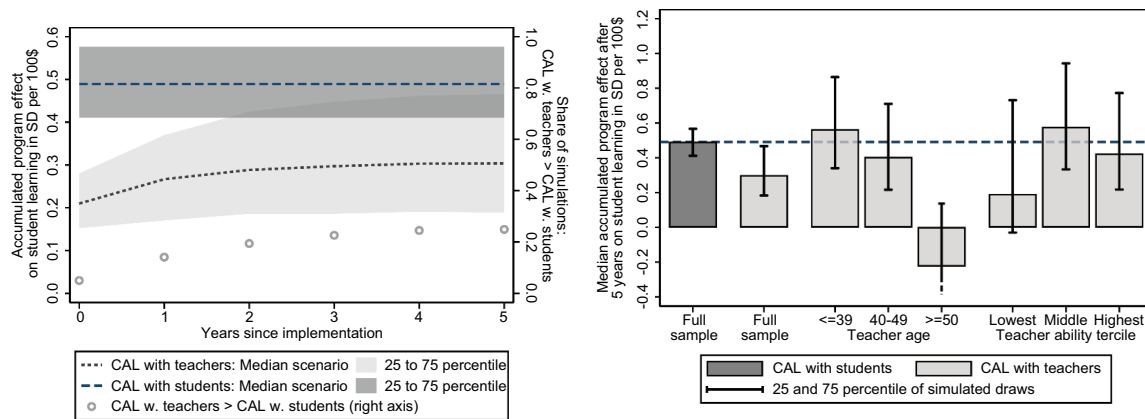 Accumulated program effect
on student learning in SD per 100$
0.0 0.1 0.2 0.3 0.4 0.5 0.6
0.0 0.2 0.4 0.6 0.8 1.0
Share of simulations:
CAL w. teachers > CAL w. students
0 1 2 3 4 5
Years since implementation
CAL with teachers: Median scenario 25 to 75 percentile
CAL with students: Median scenario 25 to 75 percentile
CAL w. teachers > CAL w. students (right axis)
Median accumulated program effect after
5 years on student learning in SD per 100$
-0.4 -0.2 0.0 0.2 0.4 0.6 0.8 1.0 1.2
Full Full <=39 40-49 >=50 Lowest Middle Highest
sample sample Teacher age Teacher ability tercile
CAL with students CAL with teachers
25 and 75 percentile of simulated draws